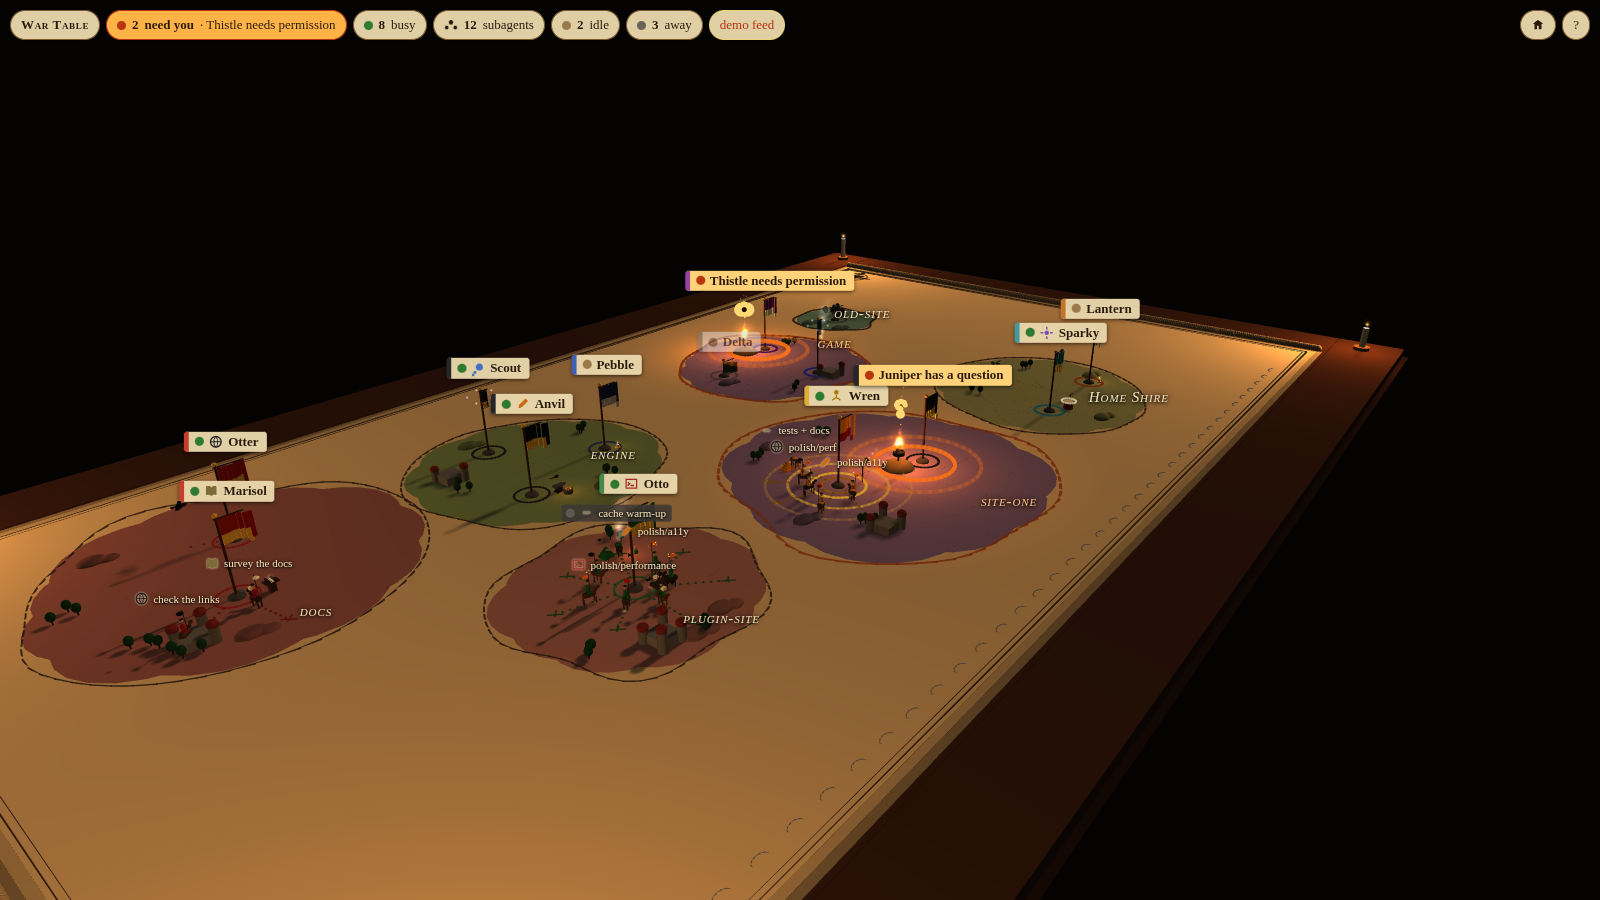 War Table
2 need you · Thistle needs permission
8 busy
12 subagents
2 idle
3 away
demo feed
?
Thistle needs permission
Lantern
OLD-SITE
Sparky
Delta
GAME
Scout
Pebble
Juniper has a question
Wren
Home Shire
Anvil
tests + docs
Otter
polish/perf
ENGINE
polish/a11y
Otto
Marisol
SITE-ONE
cache warm-up
polish/a11y
survey the docs
polish/performance
check the links
DOCS
PLUGIN-SITE